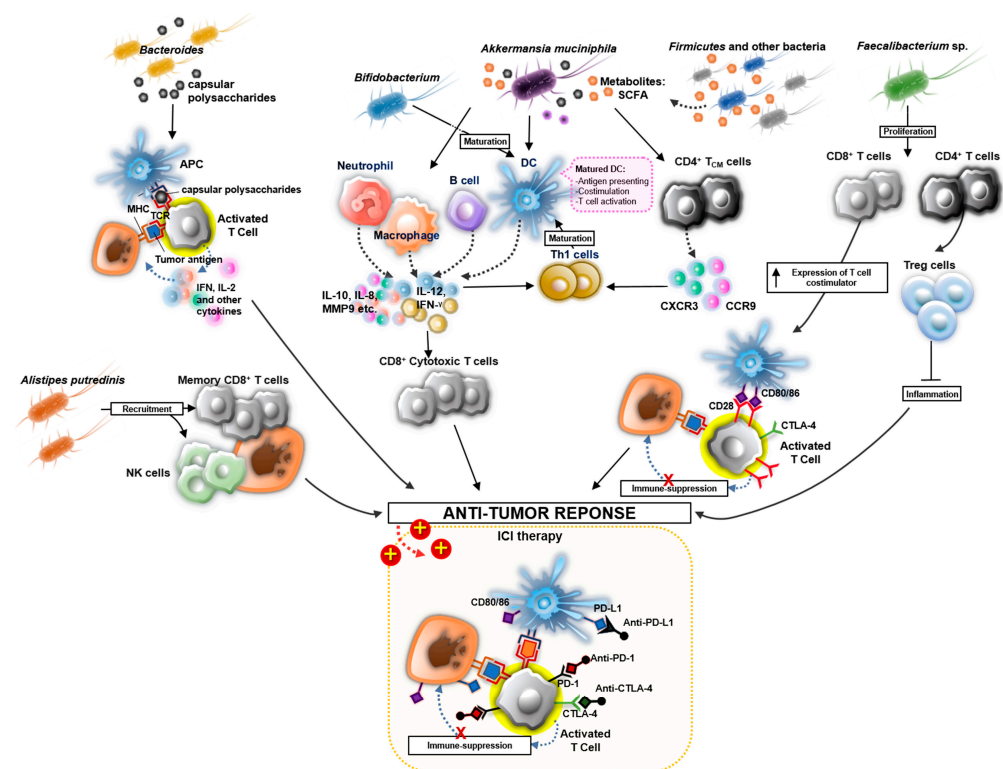 Bacteroides
capsular
polysaccharides
Bifidobacterium
Akkermansia muciniphila
Metabolites:
SCFA
Firmicutes and other bacteria
Faecalibacterium sp.
Proliferation
APC
capsular polysaccharides
MHC
TCR
Activated
T Cell
Tumor antigen
IFN, IL-2
and other
cytokines
Maturation
Neutrophil
B cell
DC
Macrophage
Matured DC:
-Antigen presenting
-Costimulation
-T cell activation
CD4⁺ T_CM cells
Maturation
Th1 cells
IL-10, IL-8,
MMP9 etc.
IL-12,
IFN-γ
CXCR3
CCR9
CD8⁺ Cytotoxic T cells
CD8⁺ T cells
CD4⁺ T cells
Expression of T cell
costimulator
Treg cells
Inflammation
CD80/86
CD28
CTLA-4
Activated
T Cell
Immune-suppression
X
Alistipes putredinis
Recruitment
Memory CD8⁺ T cells
NK cells
ANTI-TUMOR REPONSE
ICI therapy
+
+
+
CD80/86
PD-L1
Anti-PD-L1
Anti-PD-1
PD-1
Anti-CTLA-4
CTLA-4
Activated
T Cell
X
Immune-suppression